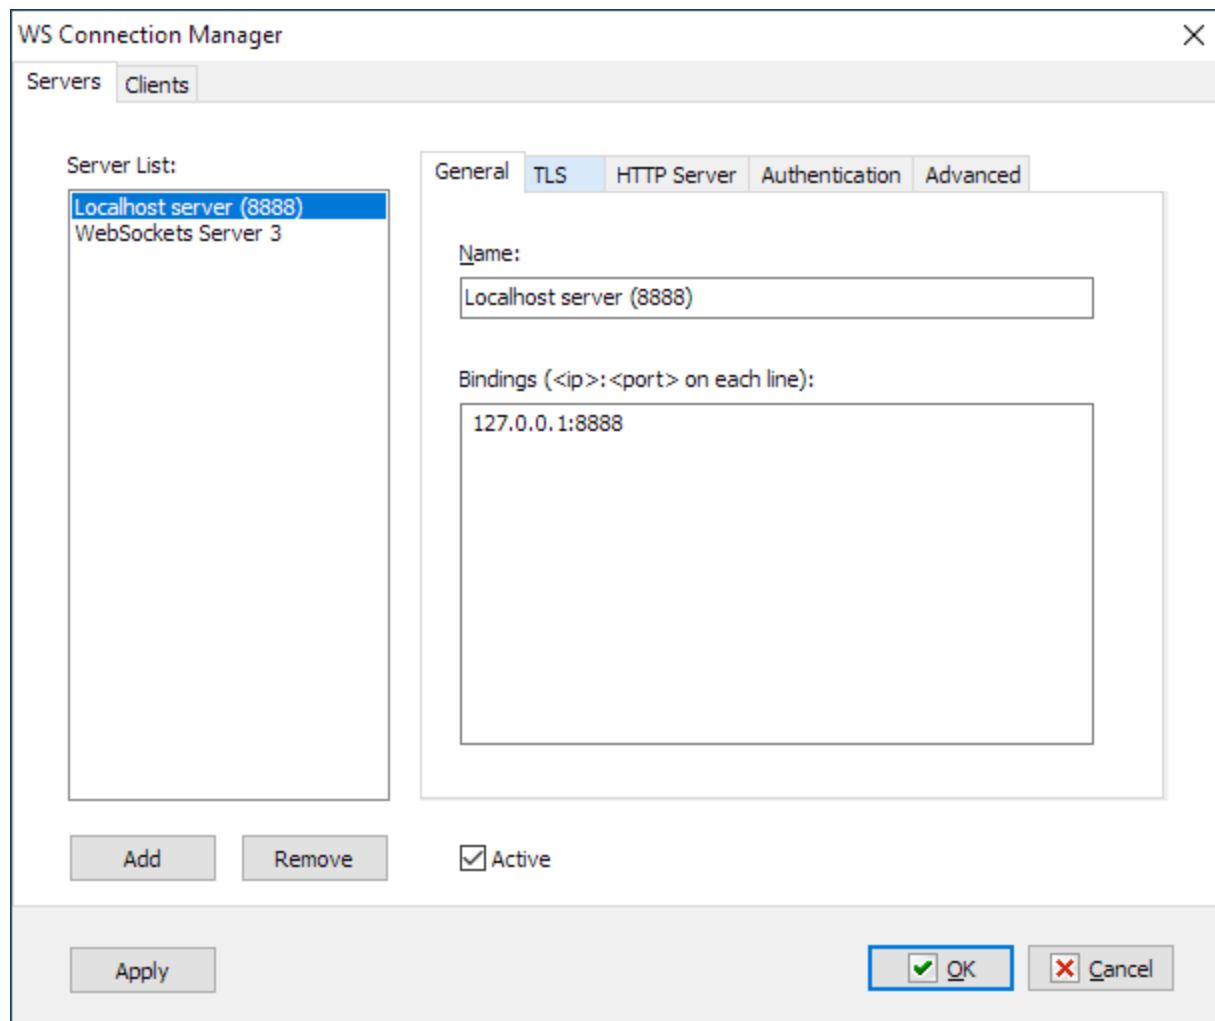 WS Connection Manager
Servers
Clients
Server List:
Localhost server (8888)
WebSockets Server 3
Add
Remove
General
TLS
HTTP Server
Authentication
Advanced
Name:
Localhost server (8888)
Bindings (<ip>:<port> on each line):
127.0.0.1:8888
Active
Apply
OK
Cancel